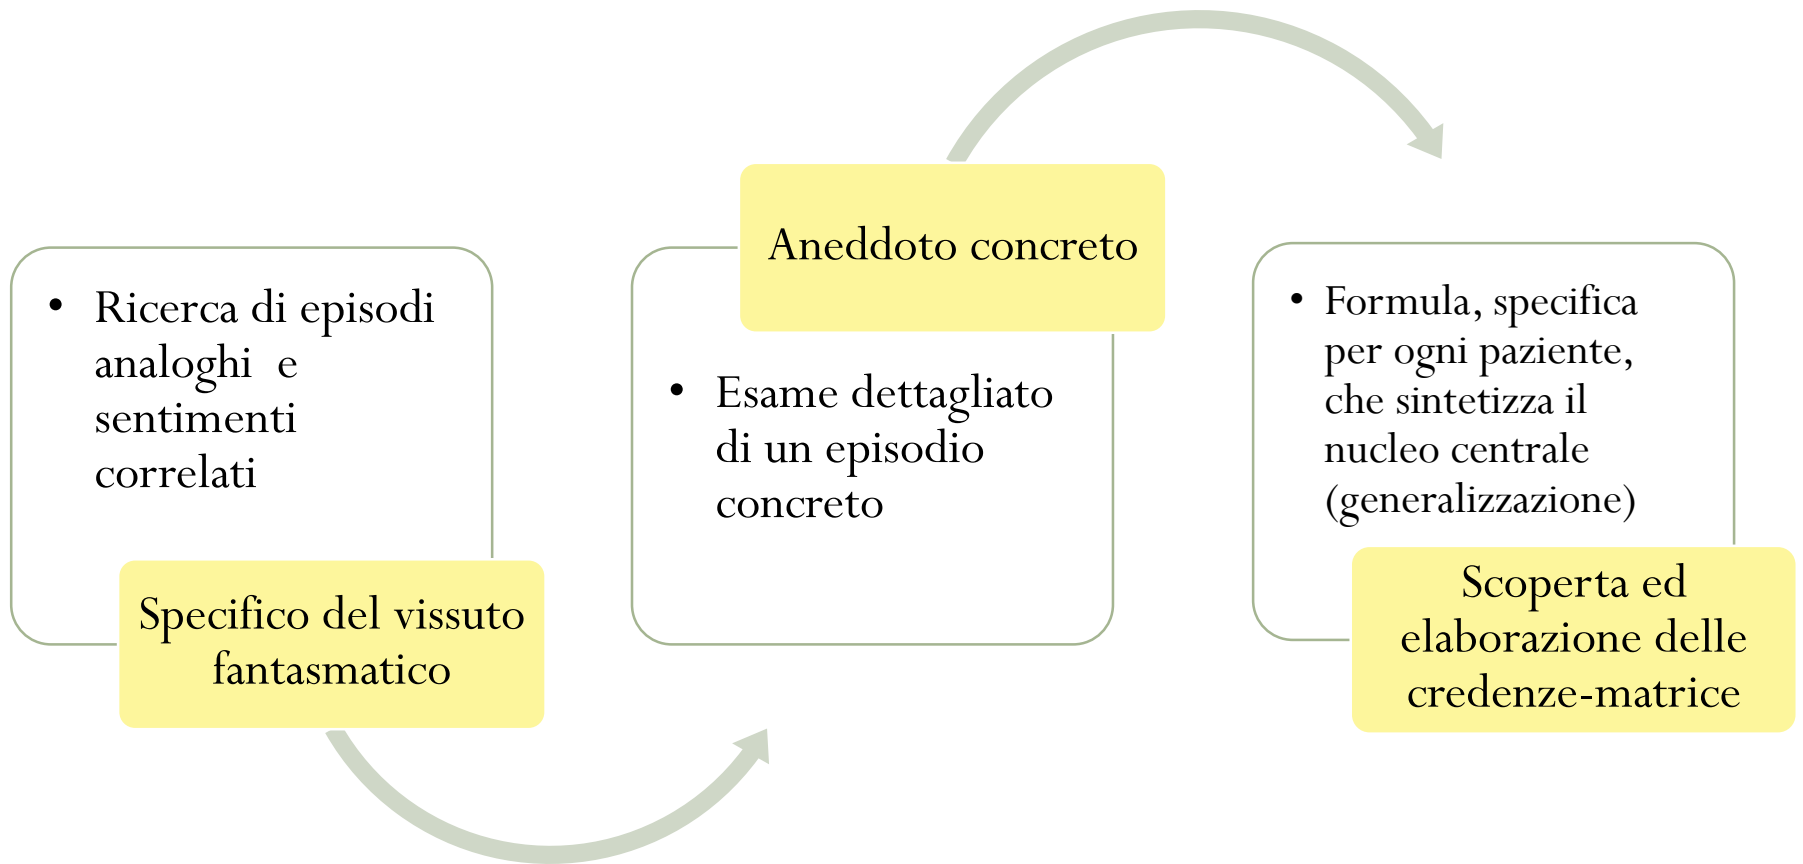 • Ricerca di episodi
analoghi e
sentimenti
correlati
Specifico del vissuto
fantasmatico
Aneddoto concreto
• Esame dettagliato
di un episodio
concreto
• Formula, specifica
per ogni paziente,
che sintetizza il
nucleo centrale
(generalizzazione)
Scoperta ed
elaborazione delle
credenze-matrice